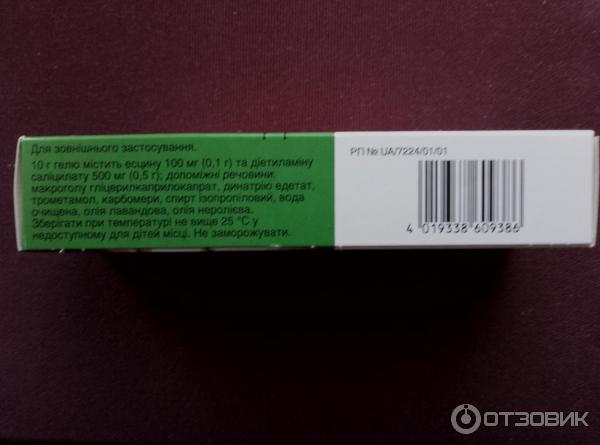 Для зовнішнього застосування.
10 г гелю містить есцину 100 мг (0,1 г) та діетиламіну
саліцилату 500 мг (0,5 г); допоміжні речовини:
макроголу гліцерилкаприлокапрат, динатрію едетат,
трометамол, карбомери, спирт ізопропіловий, вода
очищена, олія лавандова, олія неролієва.
Зберігати при температурі не вище 25 °С у
недоступному для дітей місці. Не заморожувати.
РП № UA/7224/01/01
4 019338 609386
ОТЗОВИК